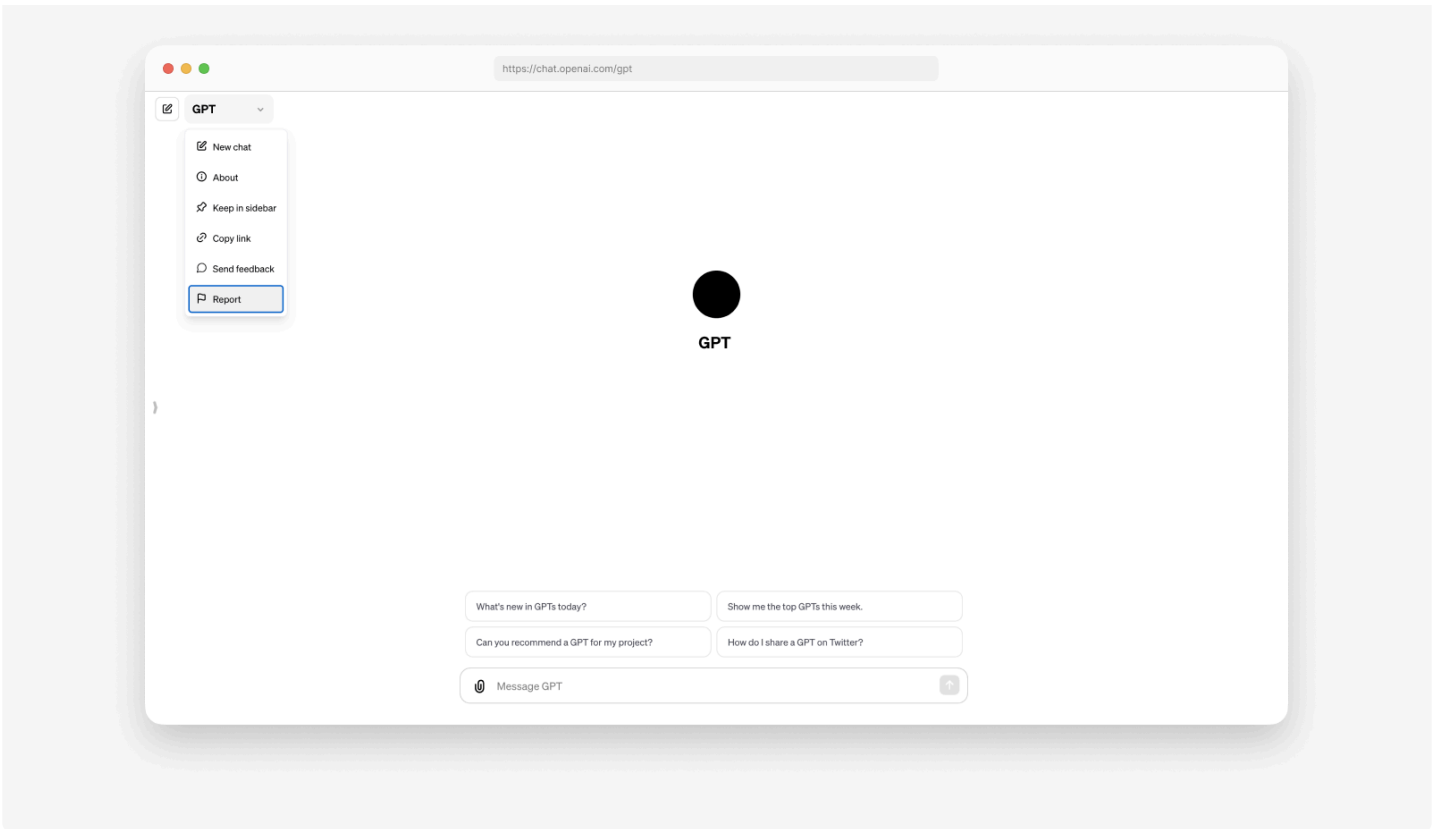 https://chat.openai.com/gpt
GPT
New chat
About
Keep in sidebar
Copy link
Send feedback
Report
GPT
What's new in GPTs today?
Show me the top GPTs this week.
Can you recommend a GPT for my project?
How do I share a GPT on Twitter?
Message GPT